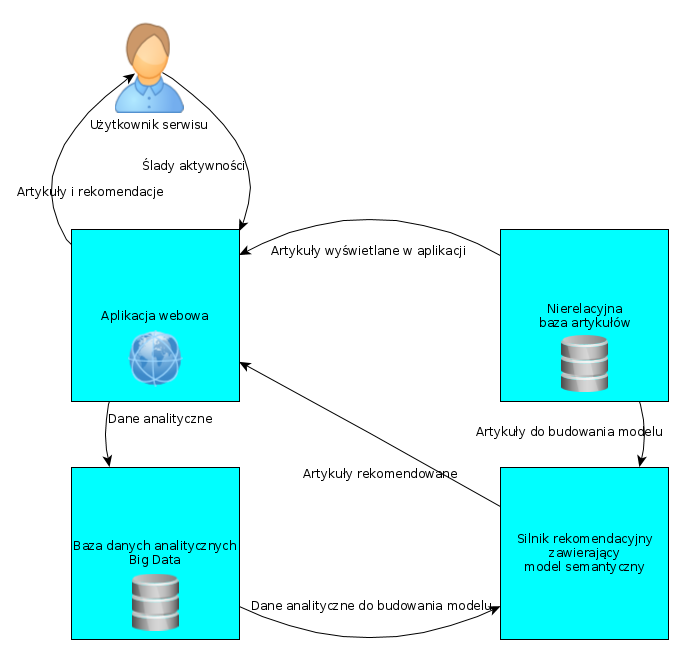 Użytkownik serwisu
Ślady aktywności
Artykuły i rekomendacje
Artykuły wyświetlane w aplikacji
Aplikacja webowa
Nierelacyjna
baza artykułów
Dane analityczne
Artykuły do budowania modelu
Artykuły rekomendowane
Baza danych analitycznych
Big Data
Silnik rekomendacyjny
zawierający
model semantyczny
Dane analityczne do budowania modelu